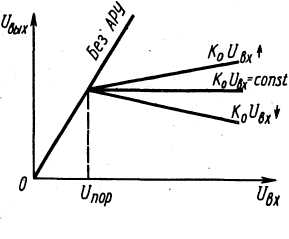 Uвых
Без АРУ
K₀Uвх↑
K₀Uвх=const
K₀Uвх↓
0
Uпор
Uвх